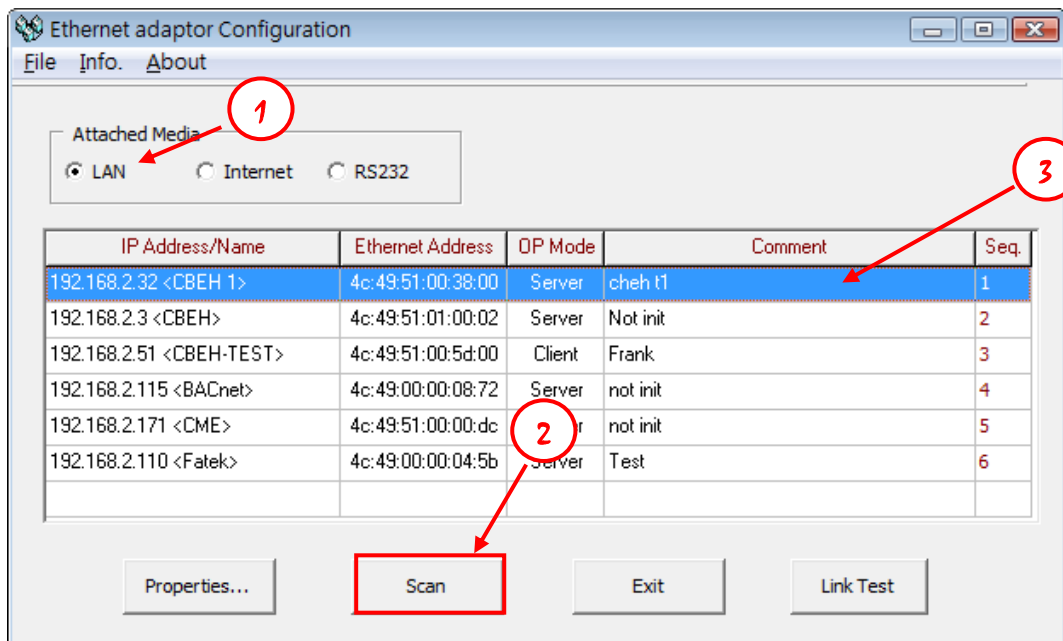 Ethernet adaptor Configuration
File Info. About
1
Attached Media
LAN Internet RS232
3
IP Address/Name Ethernet Address OP Mode Comment Seq.
192.168.2.32 <CBEH 1> 4c:49:51:00:38:00 Server cheh t1 1
192.168.2.3 <CBEH> 4c:49:51:01:00:02 Server Not init 2
192.168.2.51 <CBEH-TEST> 4c:49:51:00:5d:00 Client Frank 3
192.168.2.115 <BACnet> 4c:49:00:00:08:72 Server not init 4
192.168.2.171 <CME> 4c:49:51:00:00:dc not init 5
2
192.168.2.110 <Fatek> 4c:49:00:00:04:5b Server Test 6
Properties... Scan Exit Link Test